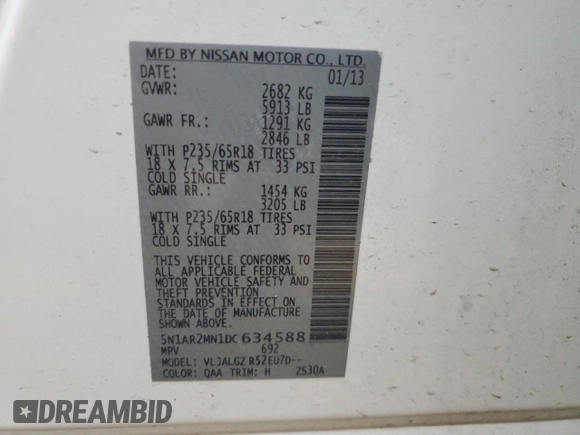 MFD BY NISSAN MOTOR CO., LTD.
DATE: 01/13
GVWR: 2682 KG
5913 LB
GAWR FR.: 1291 KG
2846 LB
WITH P235/65R18 TIRES
18 X 7.5 RIMS AT 33 PSI
COLD SINGLE
GAWR RR.: 1454 KG
3205 LB
WITH P235/65R18 TIRES
18 X 7.5 RIMS AT 33 PSI
COLD SINGLE
THIS VEHICLE CONFORMS TO
ALL APPLICABLE FEDERAL
MOTOR VEHICLE SAFETY AND
THEFT PREVENTION
STANDARDS IN EFFECT ON
THE DATE OF MANUFACTURE
SHOWN ABOVE.
5N1AR2MN1DC634588
MPV 692
MODEL: VLJALGZ R52EU7D--
COLOR: QAA TRIM: H ZS30A
DREAMBID